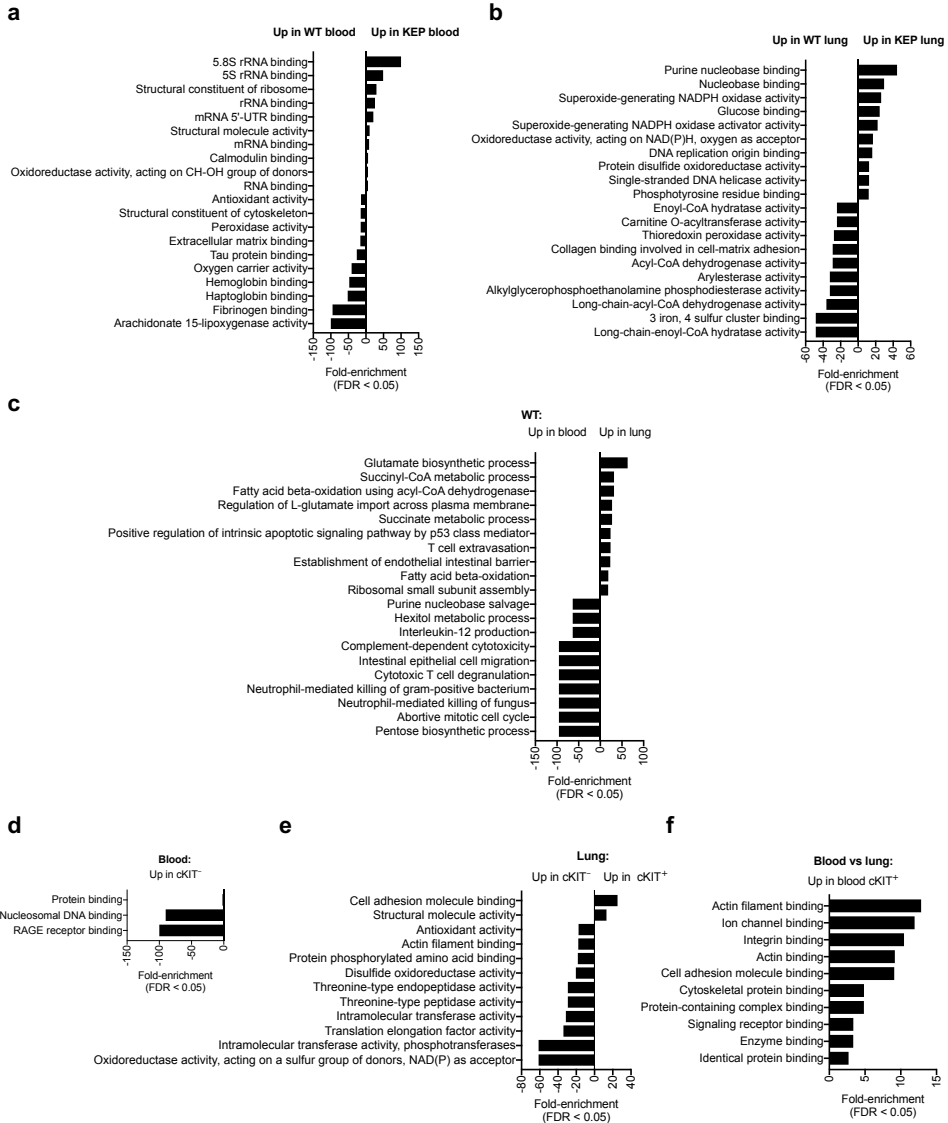 a
Up in WT blood Up in KEP blood
5.8S rRNA binding
5S rRNA binding
Structural constituent of ribosome
rRNA binding
mRNA 5'-UTR binding
Structural molecule activity
mRNA binding
Calmodulin binding
Oxidoreductase activity, acting on CH-OH group of donors
RNA binding
Antioxidant activity
Structural constituent of cytoskeleton
Peroxidase activity
Extracellular matrix binding
Tau protein binding
Oxygen carrier activity
Hemoglobin binding
Haptoglobin binding
Fibrinogen binding
Arachidonate 15-lipoxygenase activity
-150 -100 -50 0 50 100 150
Fold-enrichment
(FDR < 0.05)
b
Up in WT lung Up in KEP lung
Purine nucleobase binding
Nucleobase binding
Superoxide-generating NADPH oxidase activity
Glucose binding
Superoxide-generating NADPH oxidase activator activity
Oxidoreductase activity, acting on NAD(P)H, oxygen as acceptor
DNA replication origin binding
Protein disulfide oxidoreductase activity
Single-stranded DNA helicase activity
Phosphotyrosine residue binding
Enoyl-CoA hydratase activity
Carnitine O-acyltransferase activity
Thioredoxin peroxidase activity
Collagen binding involved in cell-matrix adhesion
Acyl-CoA dehydrogenase activity
Arylesterase activity
Alkylglycerophosphoethanolamine phosphodiesterase activity
Long-chain-acyl-CoA dehydrogenase activity
3 iron, 4 sulfur cluster binding
Long-chain-enoyl-CoA hydratase activity
-60 -40 -20 0 20 40 60
Fold-enrichment
(FDR < 0.05)
c
WT:
Up in blood Up in lung
Glutamate biosynthetic process
Succinyl-CoA metabolic process
Fatty acid beta-oxidation using acyl-CoA dehydrogenase
Regulation of L-glutamate import across plasma membrane
Succinate metabolic process
Positive regulation of intrinsic apoptotic signaling pathway by p53 class mediator
T cell extravasation
Establishment of endothelial intestinal barrier
Fatty acid beta-oxidation
Ribosomal small subunit assembly
Purine nucleobase salvage
Hexitol metabolic process
Interleukin-12 production
Complement-dependent cytotoxicity
Intestinal epithelial cell migration
Cytotoxic T cell degranulation
Neutrophil-mediated killing of gram-positive bacterium
Neutrophil-mediated killing of fungus
Abortive mitotic cell cycle
Pentose biosynthetic process
-150 -100 -50 0 50 100
Fold-enrichment
(FDR < 0.05)
d
Blood:
Up in cKIT⁻
Protein binding
Nucleosomal DNA binding
RAGE receptor binding
-150 -100 -50 0
Fold-enrichment
(FDR < 0.05)
e
Lung:
Up in cKIT⁻ Up in cKIT⁺
Cell adhesion molecule binding
Structural molecule activity
Antioxidant activity
Actin filament binding
Protein phosphorylated amino acid binding
Disulfide oxidoreductase activity
Threonine-type endopeptidase activity
Threonine-type peptidase activity
Intramolecular transferase activity
Translation elongation factor activity
Intramolecular transferase activity, phosphotransferases
Oxidoreductase activity, acting on a sulfur group of donors, NAD(P) as acceptor
-80 -60 -40 -20 0 20 40
Fold-enrichment
(FDR < 0.05)
f
Blood vs lung:
Up in blood cKIT⁺
Actin filament binding
Ion channel binding
Integrin binding
Actin binding
Cell adhesion molecule binding
Cytoskeletal protein binding
Protein-containing complex binding
Signaling receptor binding
Enzyme binding
Identical protein binding
0 5 10 15
Fold-enrichment
(FDR < 0.05)